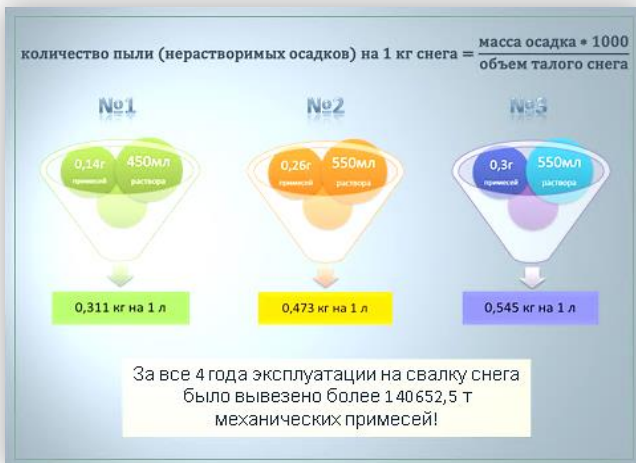 количество пыли (нерастворимых осадков) на 1 кг снега = масса осадка * 1000 / объем талого снега
№1 №2 №3
0,14г примесей 450мл раствора
0,26г примесей 550мл раствора
0,3г примесей 550мл раствора
0,311 кг на 1 л
0,473 кг на 1 л
0,545 кг на 1 л
За все 4 года эксплуатации на свалку снега
было вывезено более 140652,5 т
механических примесей!